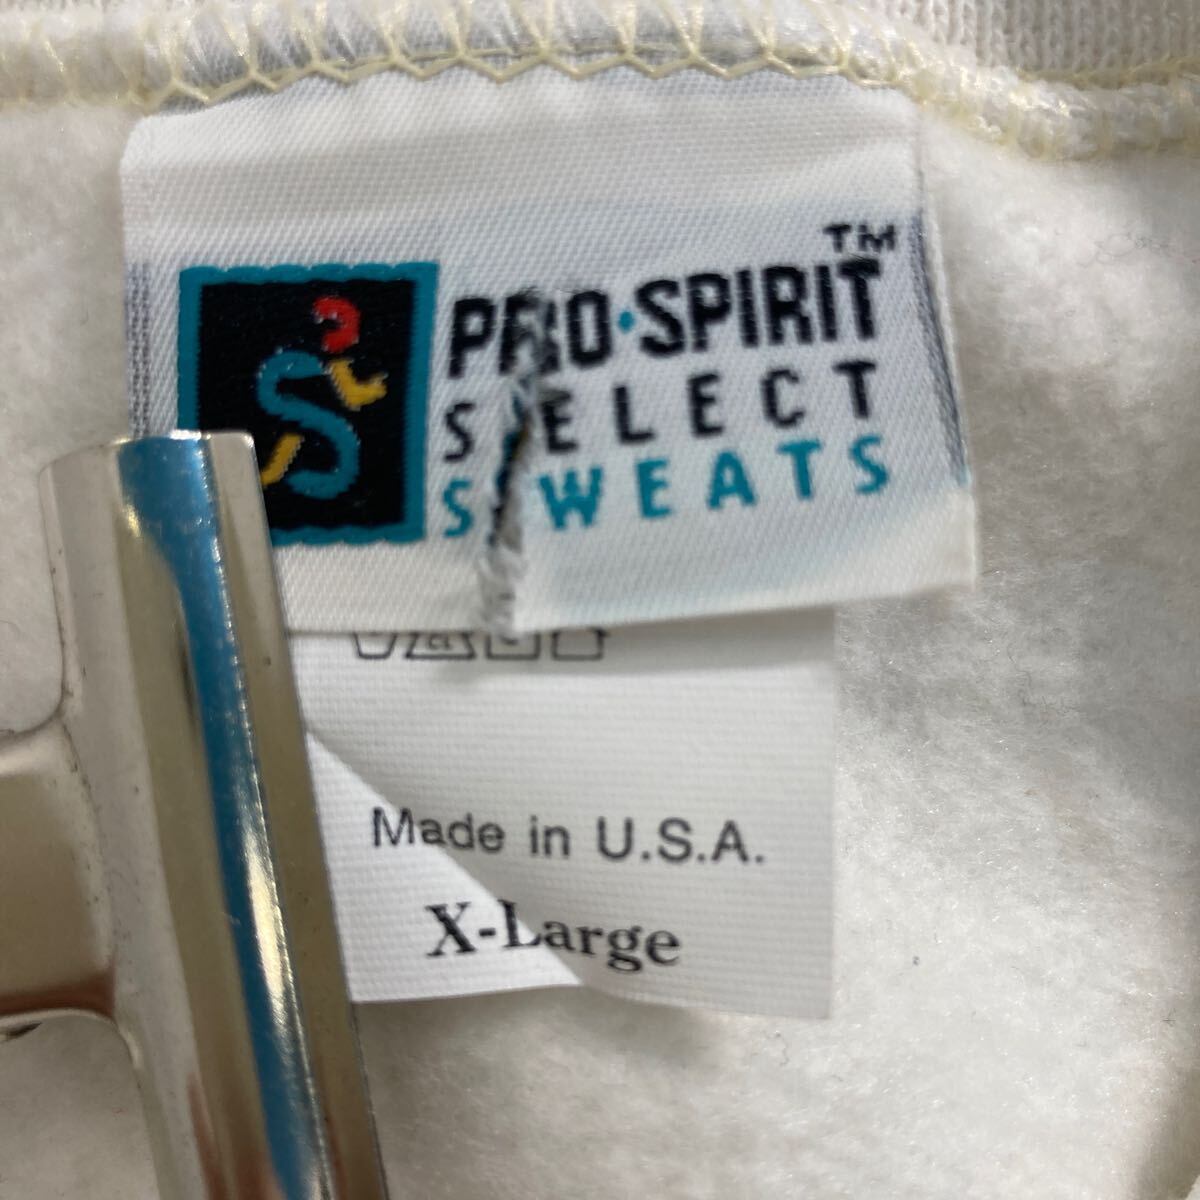 TM
PRO·SPIRIT
SELECT
SWEATS
Made in U.S.A.
X-Large